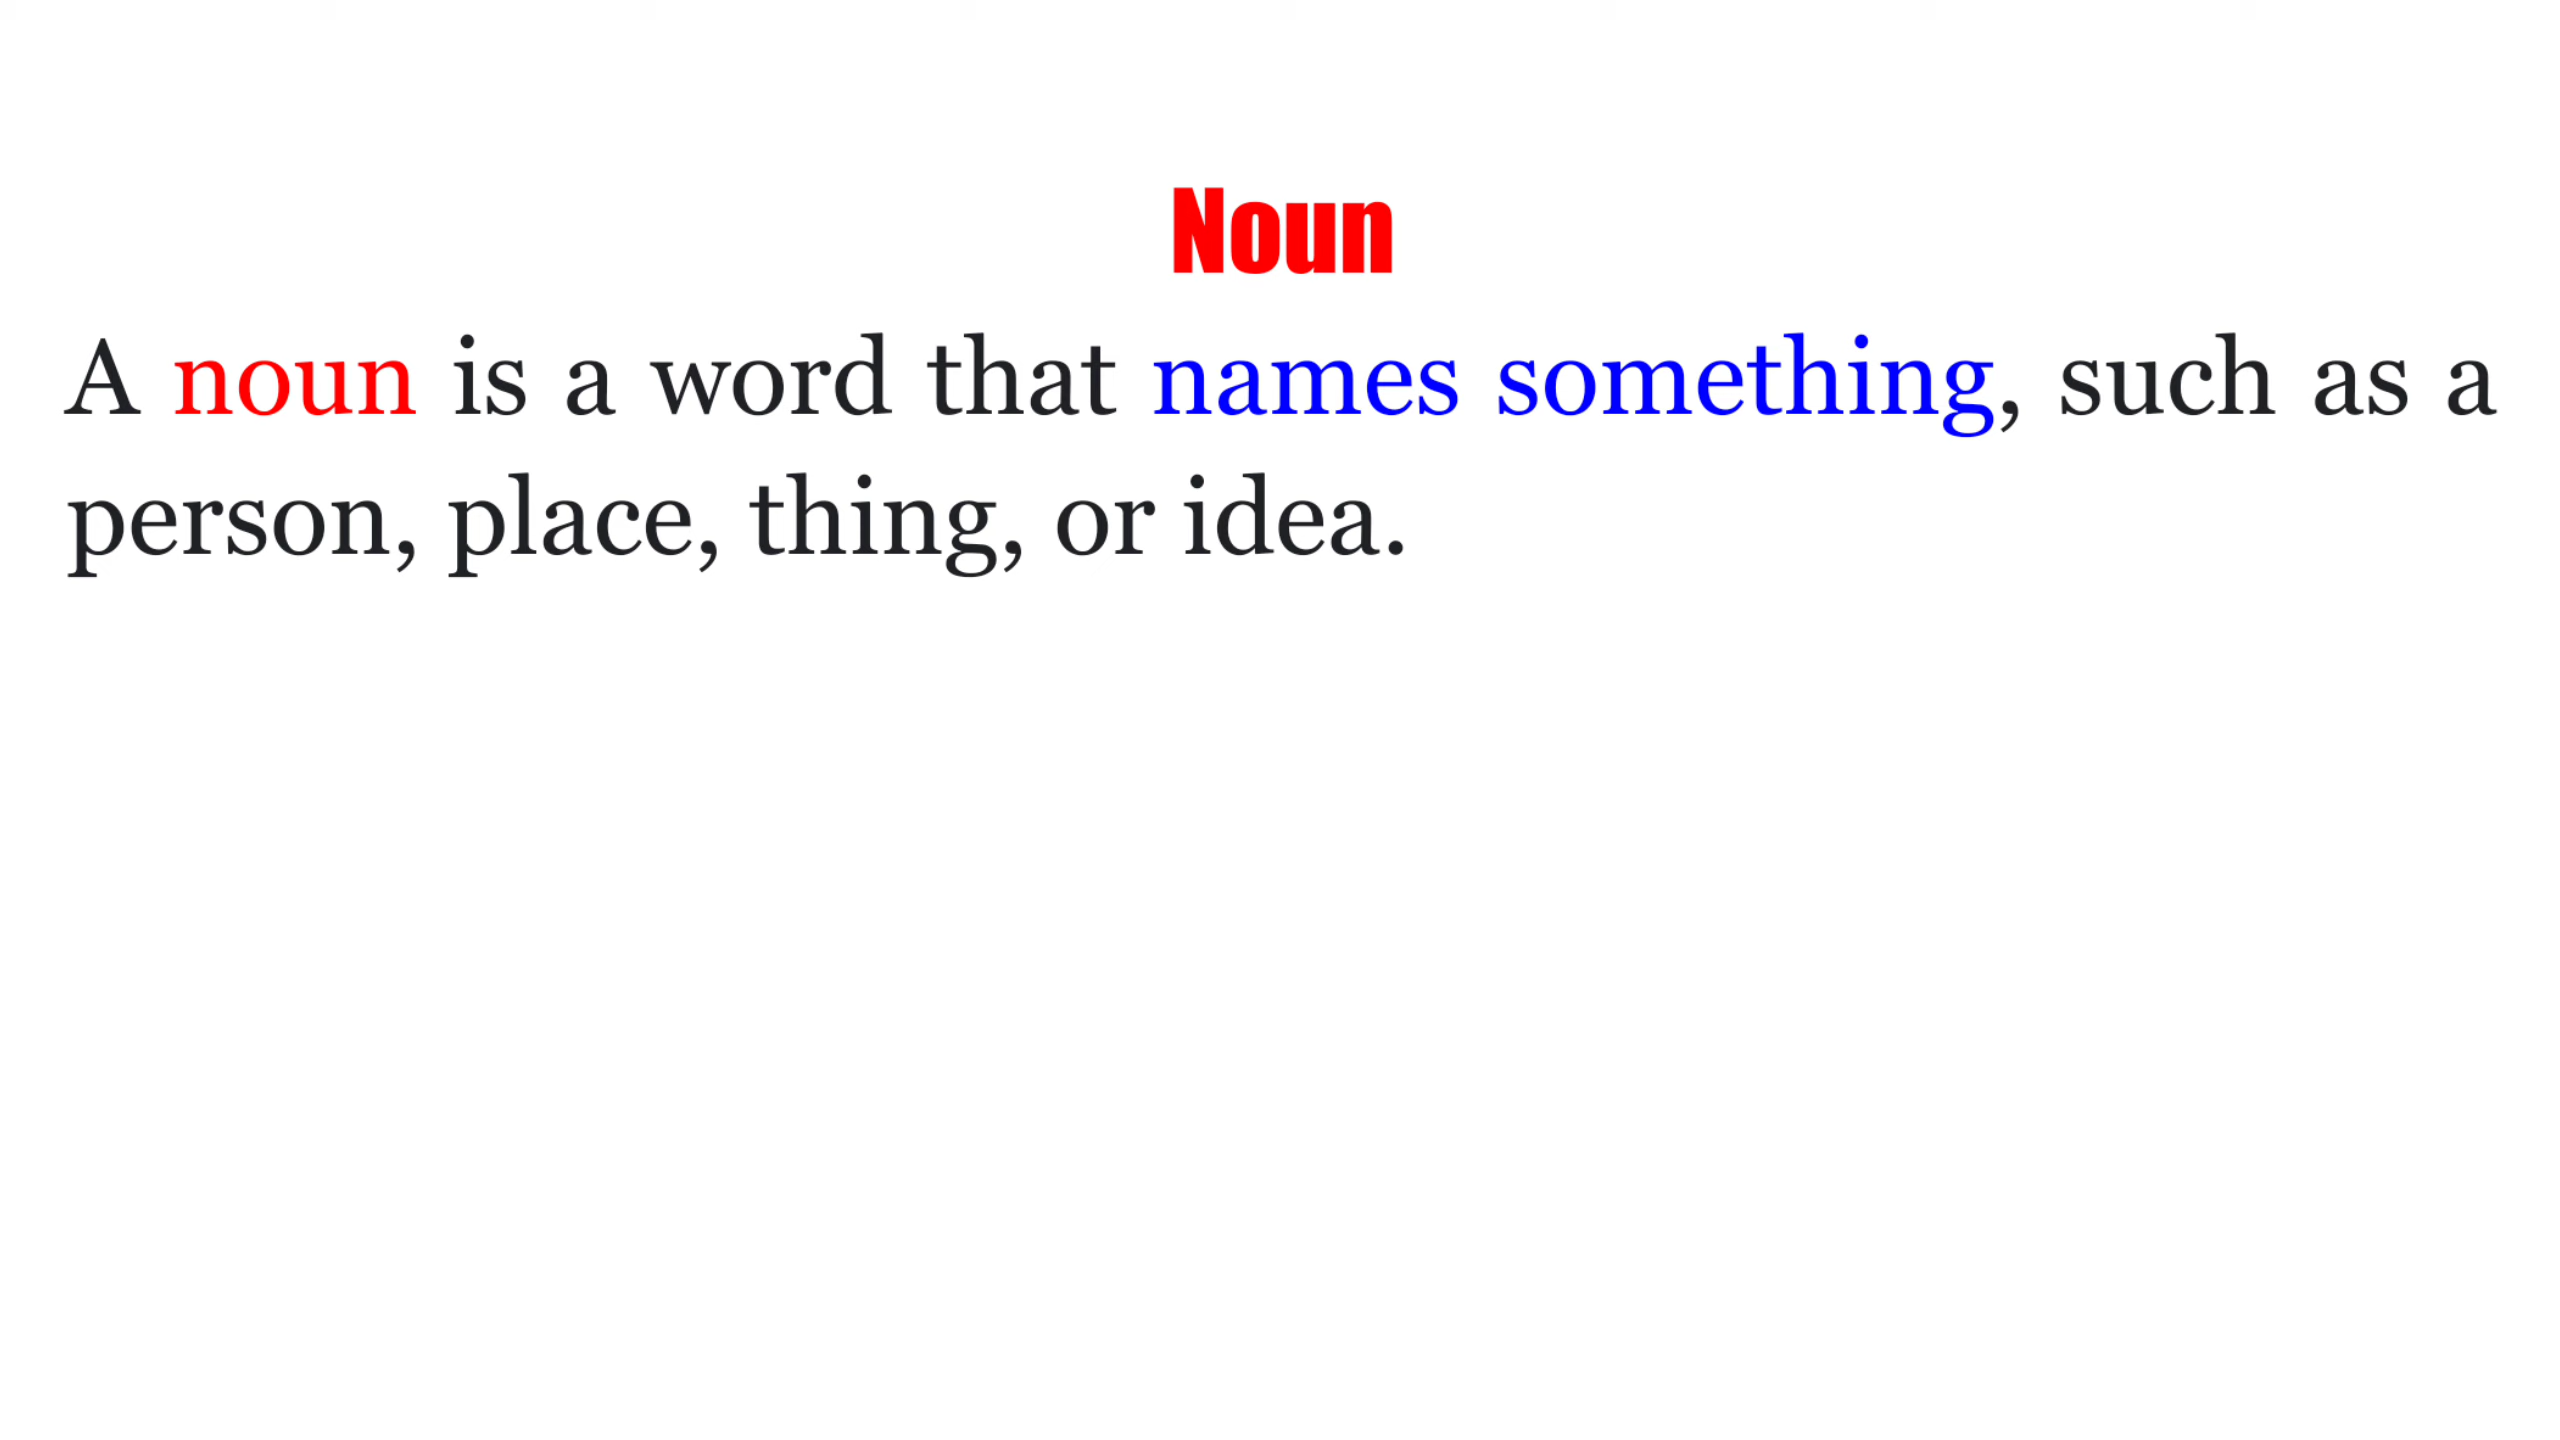 Noun
A noun is a word that names something, such as a
person, place, thing, or idea.